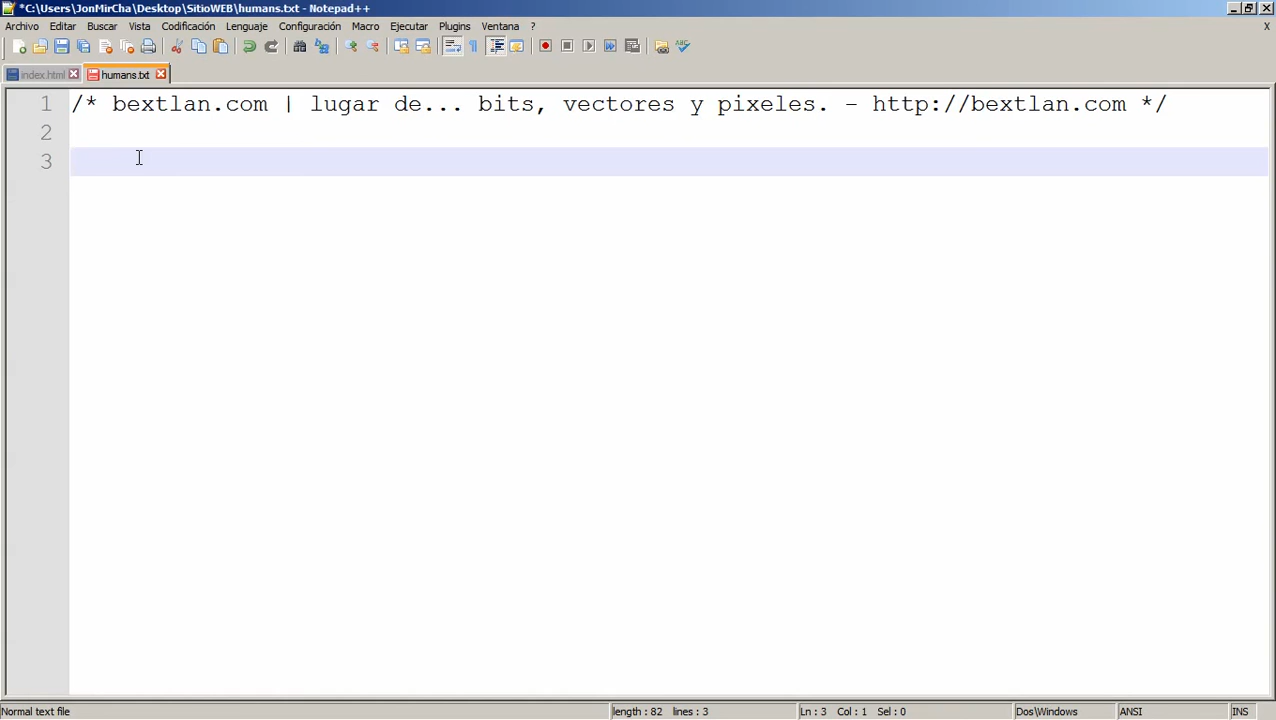 *C:\Users\JonMirCha\Desktop\SitioWEB\humans.txt - Notepad++
Archivo Editar Buscar Vista Codificación Lenguaje Configuración Macro Ejecutar Plugins Ventana ? X
index.html humans.txt
1 /* bextlan.com | lugar de... bits, vectores y pixeles. - http://bextlan.com */
2
3
Normal text file length : 82 lines : 3 Ln : 3 Col : 1 Sel : 0 Dos\Windows ANSI INS